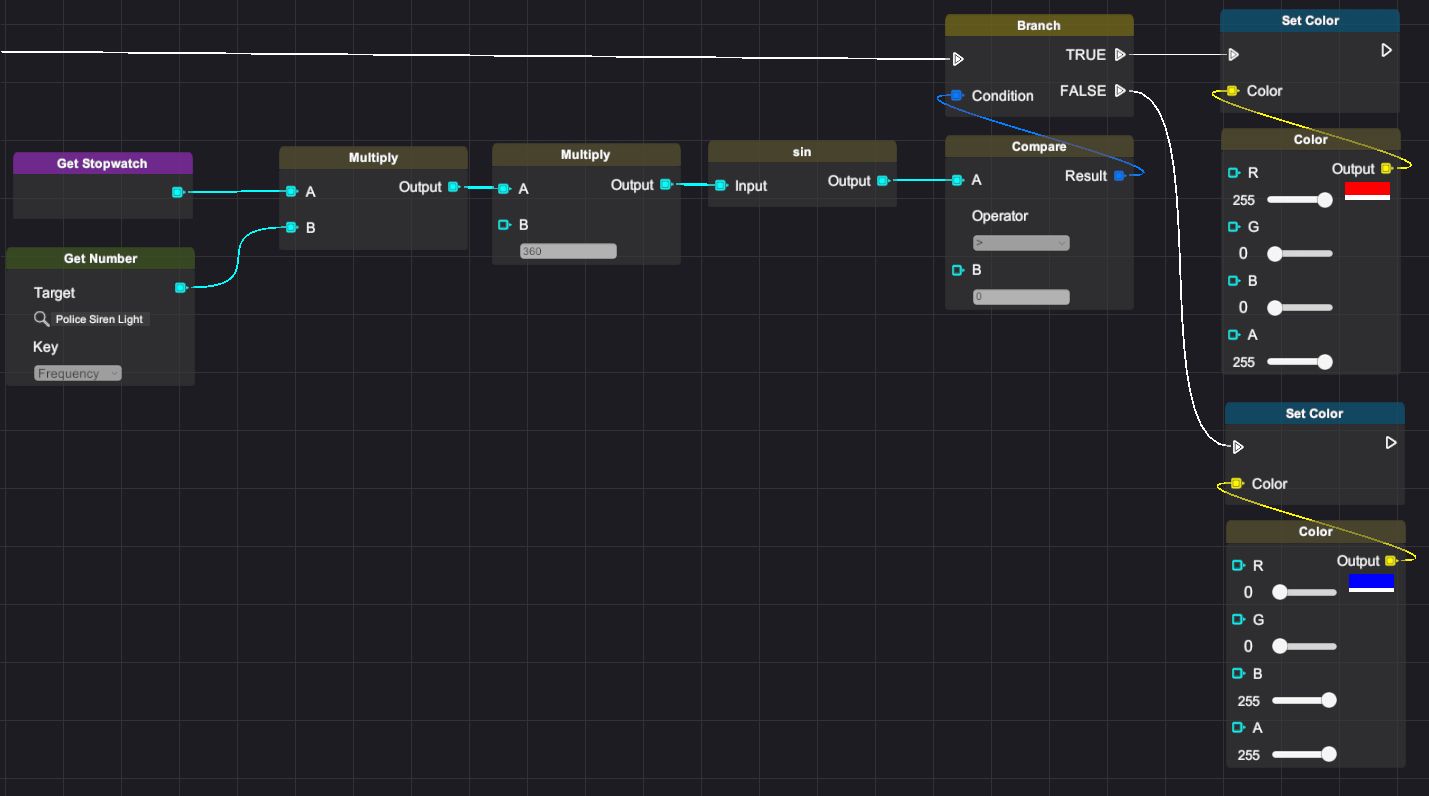 Get Stopwatch
Get Number
Target
Police Siren Light
Key
Frequency
Multiply
A
Output
B
Multiply
A
Output
B
360
sin
Input
Output
Branch
TRUE
FALSE
Condition
Compare
A
Result
Operator
>
B
0
Set Color
Color
Color
R
Output
255
G
0
B
0
A
255
Set Color
Color
Color
R
Output
0
G
0
B
255
A
255